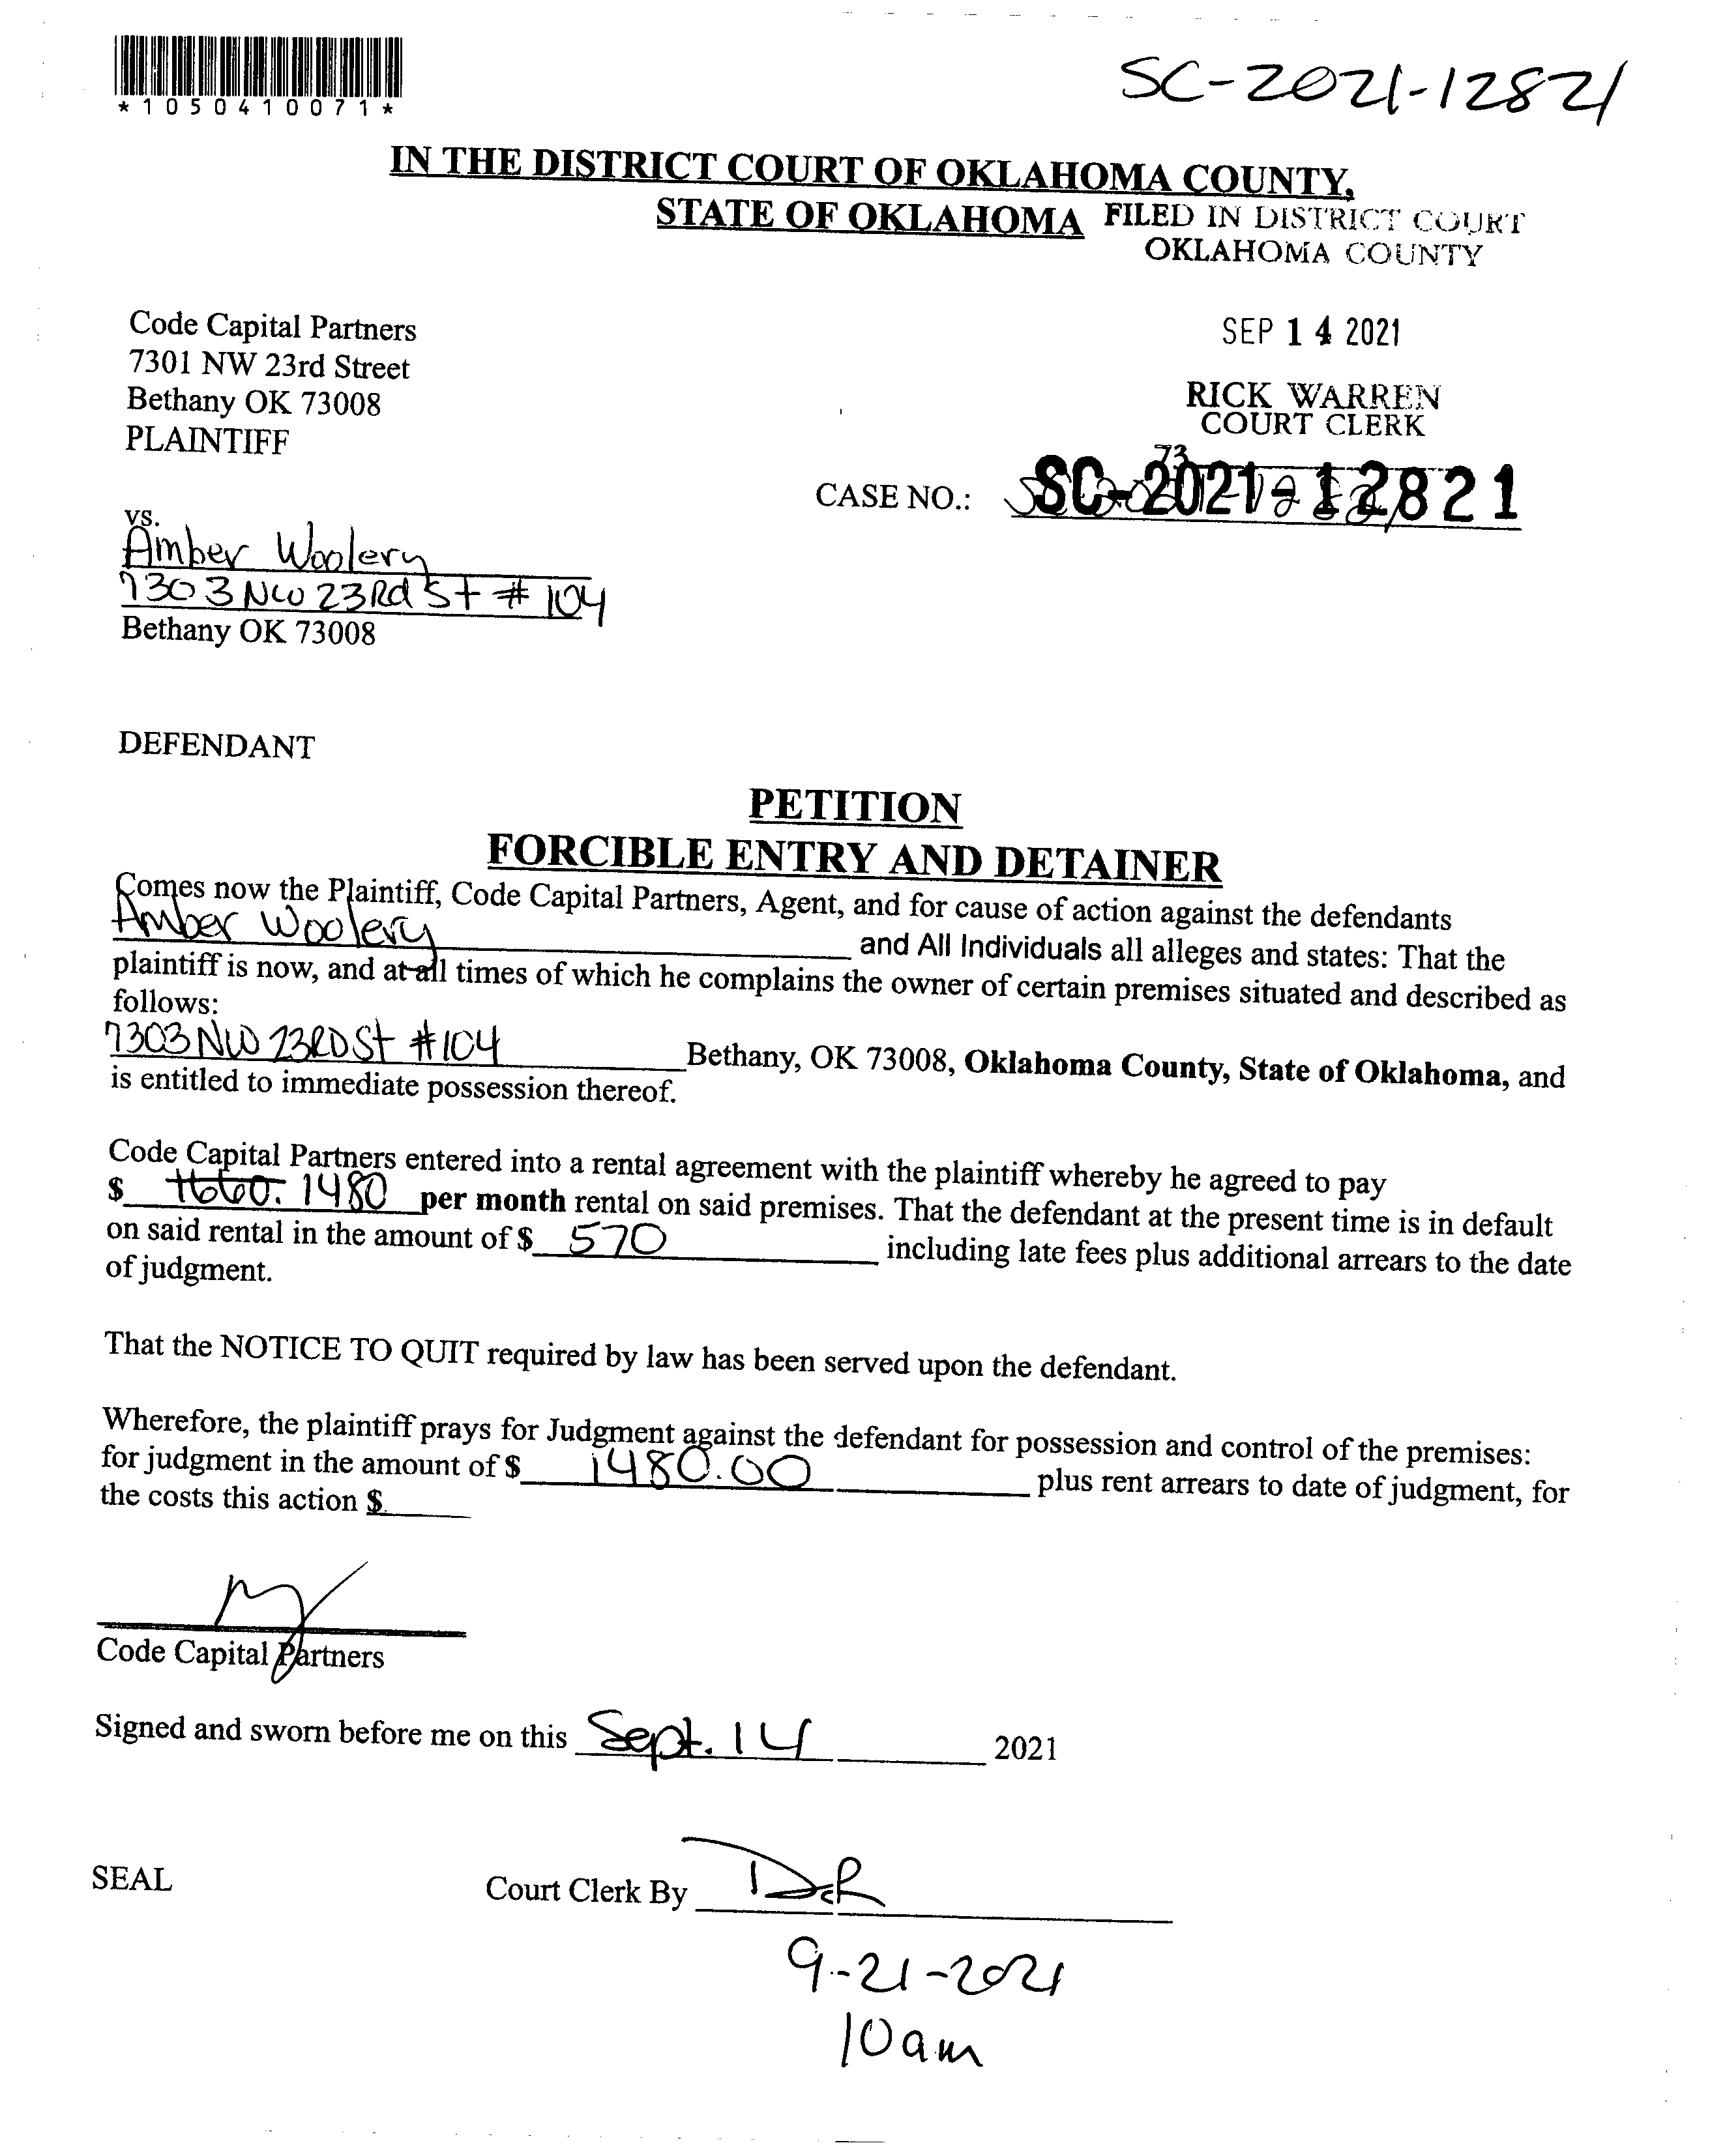 *1050410071*
SC-2021-12821
IN THE DISTRICT COURT OF OKLAHOMA COUNTY,
STATE OF OKLAHOMA
FILED IN DISTRICT COURT
OKLAHOMA COUNTY
Code Capital Partners
7301 NW 23rd Street
Bethany OK 73008
PLAINTIFF
SEP 14 2021
RICK WARREN
COURT CLERK
73
CASE NO.: SC-2021-12821
vs.
Amber Woolery
7303 NW 23Rd St # 104
Bethany OK 73008
DEFENDANT
PETITION
FORCIBLE ENTRY AND DETAINER
Comes now the Plaintiff, Code Capital Partners, Agent, and for cause of action against the defendants
Amber Woolery and All Individuals all alleges and states: That the
plaintiff is now, and at all times of which he complains the owner of certain premises situated and described as
follows:
7303 NW 23RD St #104 Bethany, OK 73008, Oklahoma County, State of Oklahoma, and
is entitled to immediate possession thereof.
Code Capital Partners entered into a rental agreement with the plaintiff whereby he agreed to pay
$ 1660. 1480 per month rental on said premises. That the defendant at the present time is in default
on said rental in the amount of $ 570 including late fees plus additional arrears to the date
of judgment.
That the NOTICE TO QUIT required by law has been served upon the defendant.
Wherefore, the plaintiff prays for Judgment against the defendant for possession and control of the premises:
for judgment in the amount of $ 1480.00 plus rent arrears to date of judgment, for
the costs this action $
Code Capital Partners
Signed and sworn before me on this Sept. 14 2021
SEAL
Court Clerk By
9-21-2021
10am